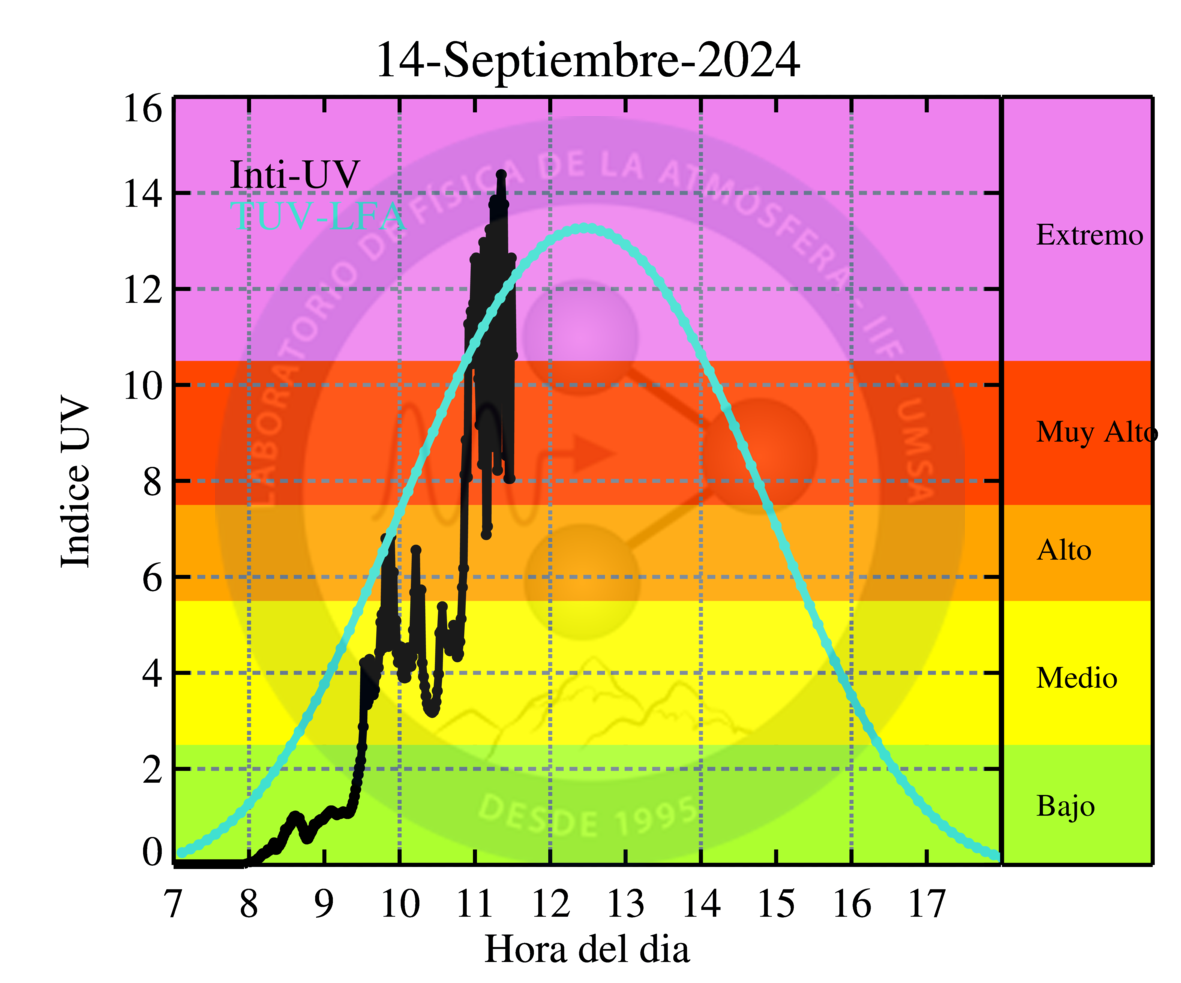 14-Septiembre-2024
16
14
12
10
8
6
4
2
0
Indice UV
Inti-UV
TUV-LFA
LABORATORIO DE FÍSICA DE LA ATMÓSFERA - IIF - UMSA
DESDE 1995
Extremo
Muy Alto
Alto
Medio
Bajo
7 8 9 10 11 12 13 14 15 16 17
Hora del dia